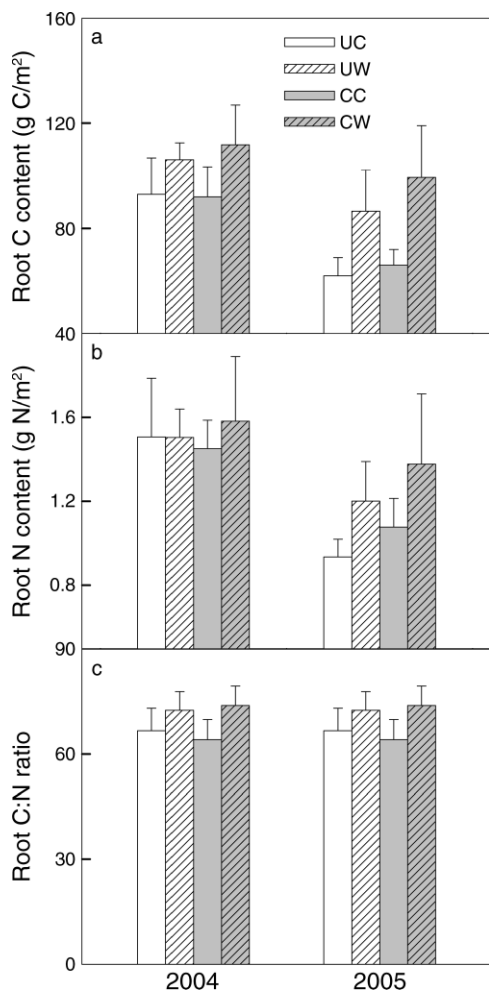 160
a
UC
UW
CC
CW
120
80
40
Root C content (g C/m²)
b
1.6
1.2
0.8
Root N content (g N/m²)
90
c
60
30
0
Root C:N ratio
2004 2005